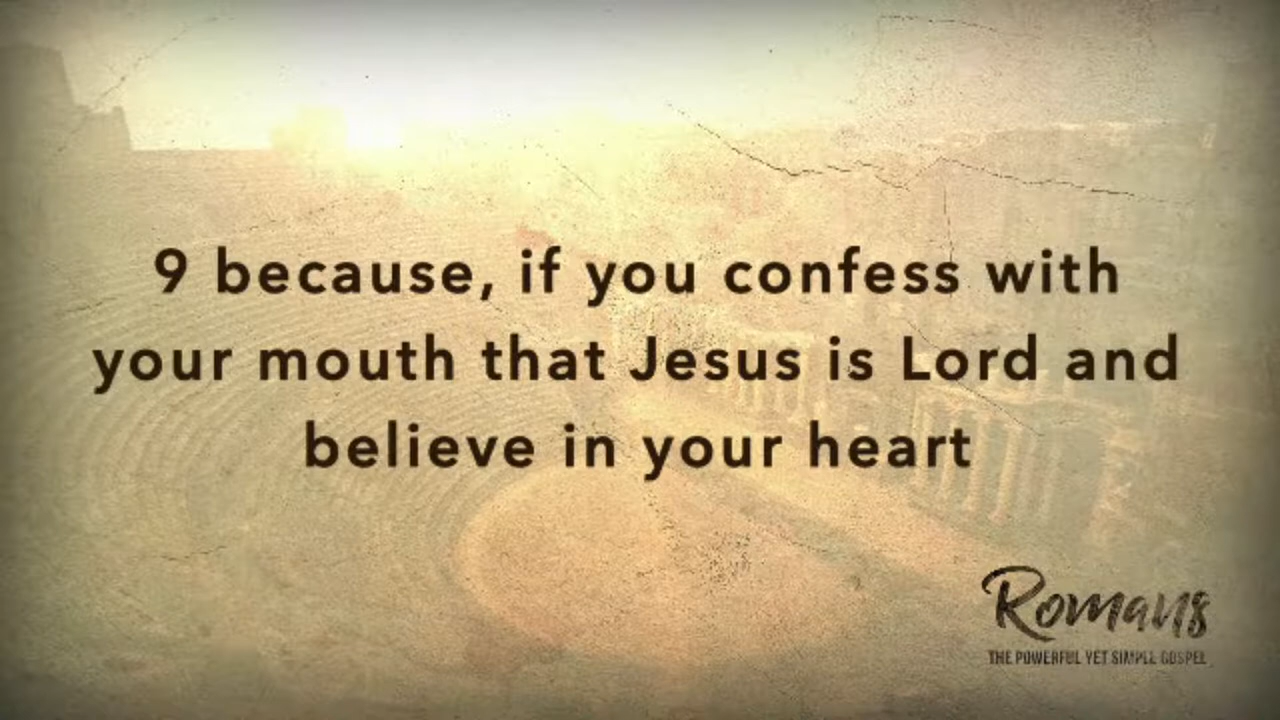 9 because, if you confess with
your mouth that Jesus is Lord and
believe in your heart
Romans
THE POWERFUL YET SIMPLE GOSPEL